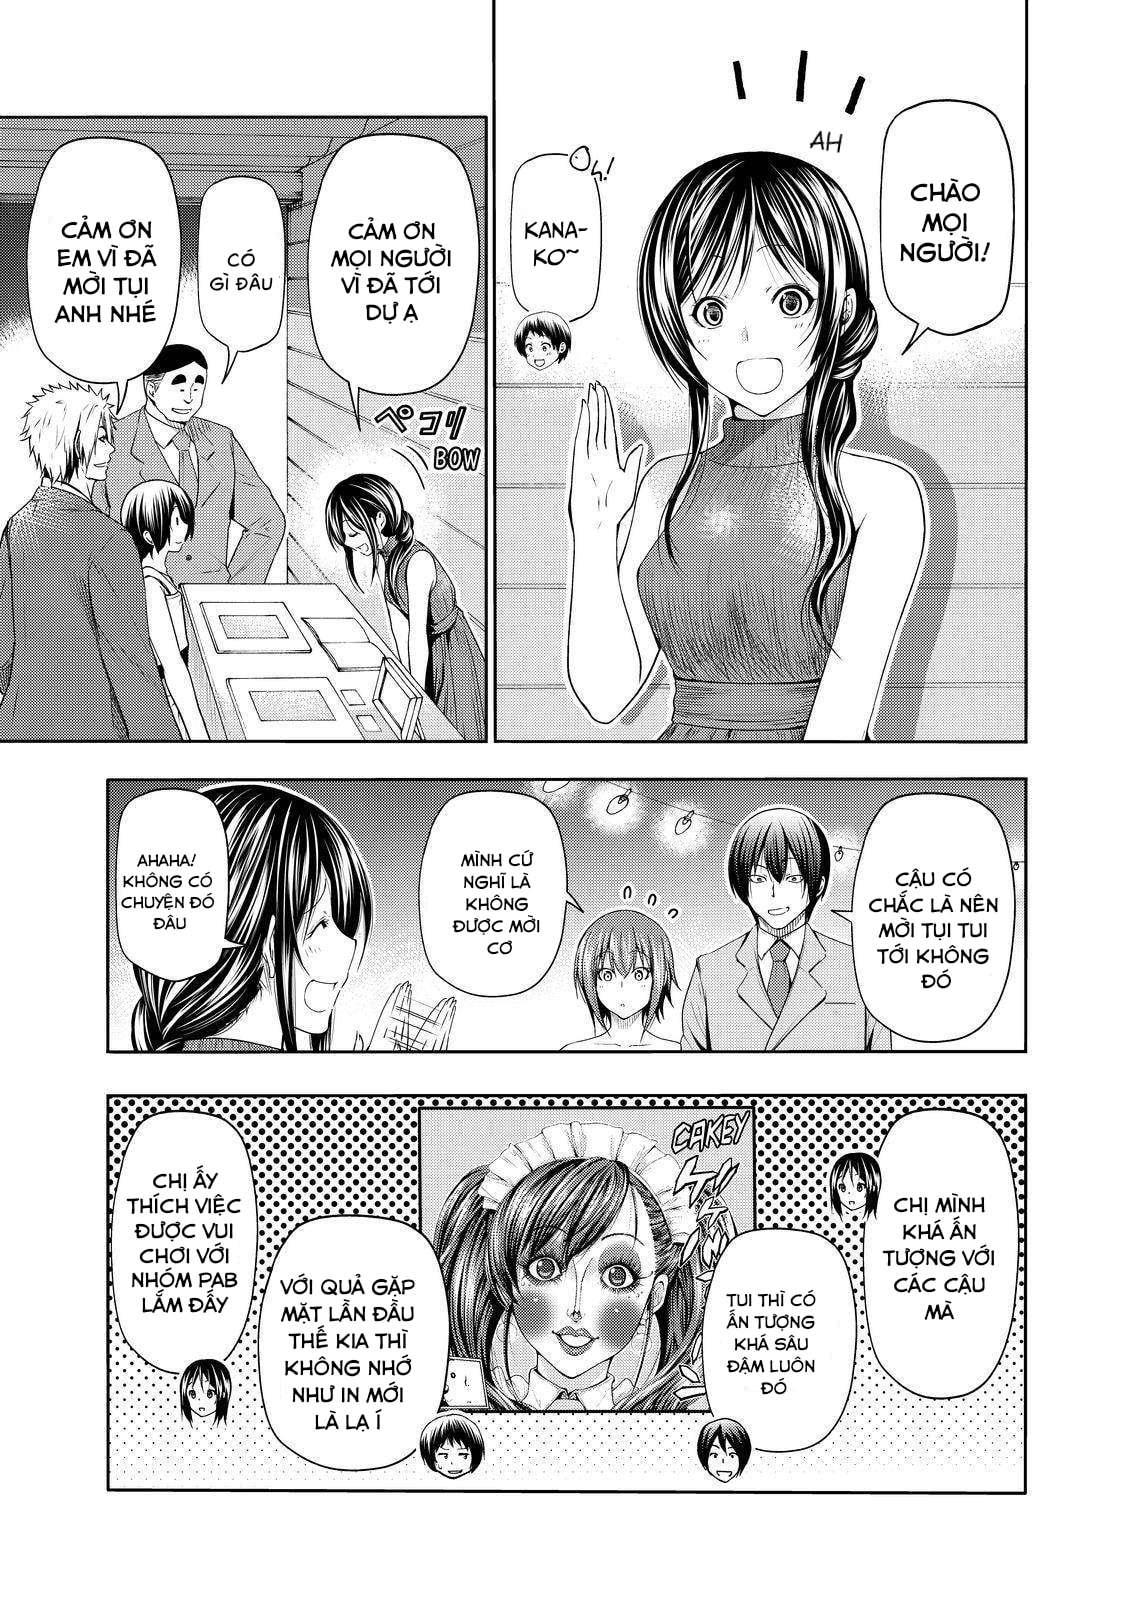 AH
CHÀO
MỌI
NGƯỜI!
Oh!
KANA-
KO~
CẢM ƠN
MỌI NGƯỜI
VÌ ĐÃ TỚI
DỰ Ạ
ペコリ
BOW
CÓ
GÌ ĐÂU
CẢM ƠN
EM VÌ ĐÃ
MỜI TỤI
ANH NHÉ
CẬU CÓ
CHẮC LÀ NÊN
MỜI TỤI TUI
TỚI KHÔNG
ĐÓ
MÌNH CỨ
NGHĨ LÀ
KHÔNG
ĐƯỢC MỜI
CƠ
AHAHA!
KHÔNG CÓ
CHUYỆN ĐÓ
ĐÂU
CHỊ MÌNH
KHÁ ẤN
TƯỢNG VỚI
CÁC CẬU
MÀ
CAKEY
TUI THÌ CÓ
ẤN TƯỢNG
KHÁ SÂU
ĐẬM LUÔN
ĐÓ
VỚI QUẢ GẶP
MẶT LẦN ĐẦU
THẾ KIA THÌ
KHÔNG NHỚ
NHƯ IN MỚI
LÀ LẠ Í
CHỊ ẤY
THÍCH VIỆC
ĐƯỢC VUI
CHƠI VỚI
NHÓM PAB
LẮM ĐẤY